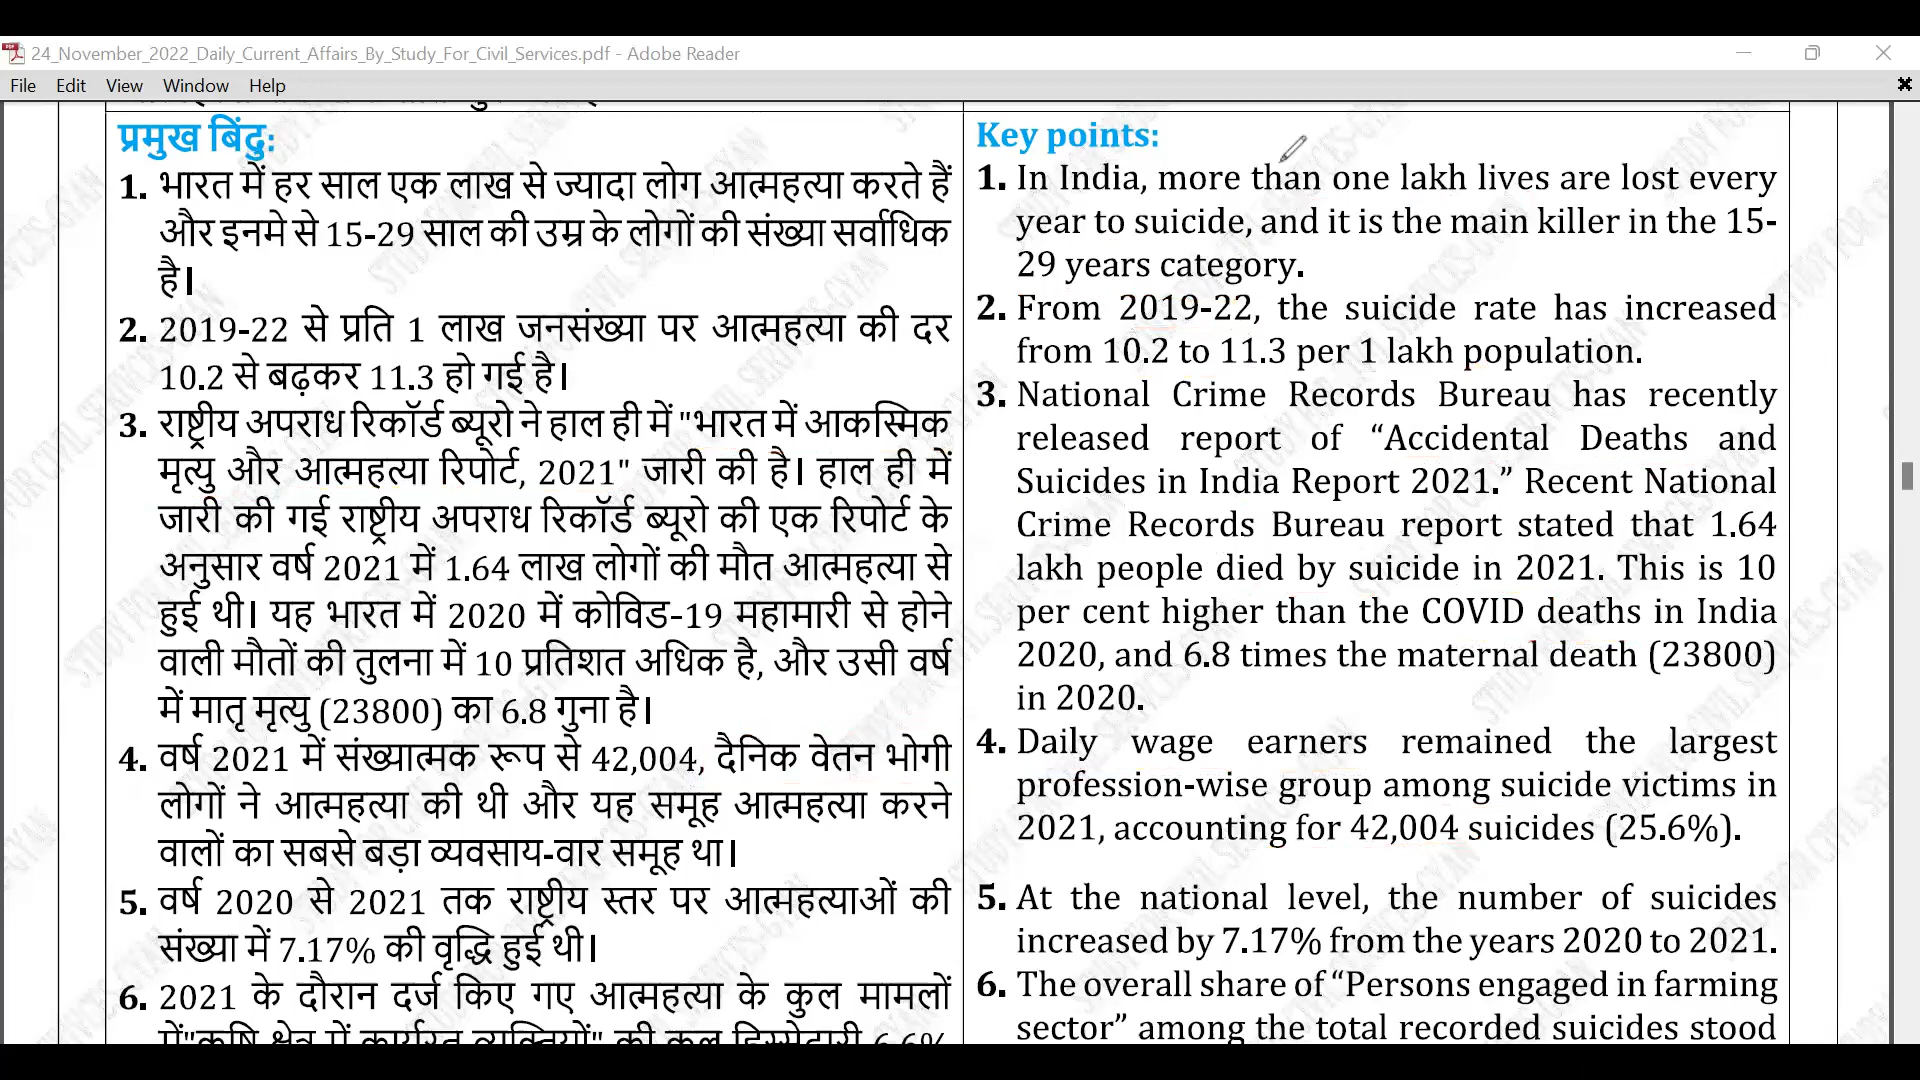 24_November_2022_Daily_Current_Affairs_By_Study_For_Civil_Services.pdf - Adobe Reader
File Edit View Window Help
प्रमुख बिंदु:
1. भारत में हर साल एक लाख से ज्यादा लोग आत्महत्या करते हैं
और इनमे से 15-29 साल की उम्र के लोगों की संख्या सर्वाधिक
है।
2. 2019-22 से प्रति 1 लाख जनसंख्या पर आत्महत्या की दर
10.2 से बढ़कर 11.3 हो गई है।
3. राष्ट्रीय अपराध रिकॉर्ड ब्यूरो ने हाल ही में "भारत में आकस्मिक
मृत्यु और आत्महत्या रिपोर्ट, 2021" जारी की है। हाल ही में
जारी की गई राष्ट्रीय अपराध रिकॉर्ड ब्यूरो की एक रिपोर्ट के
अनुसार वर्ष 2021 में 1.64 लाख लोगों की मौत आत्महत्या से
हुई थी। यह भारत में 2020 में कोविड-19 महामारी से होने
वाली मौतों की तुलना में 10 प्रतिशत अधिक है, और उसी वर्ष
में मातृ मृत्यु (23800) का 6.8 गुना है।
4. वर्ष 2021 में संख्यात्मक रूप से 42,004, दैनिक वेतन भोगी
लोगों ने आत्महत्या की थी और यह समूह आत्महत्या करने
वालों का सबसे बड़ा व्यवसाय-वार समूह था।
5. वर्ष 2020 से 2021 तक राष्ट्रीय स्तर पर आत्महत्याओं की
संख्या में 7.17% की वृद्धि हुई थी।
6. 2021 के दौरान दर्ज किए गए आत्महत्या के कुल मामलों
में"कृषि क्षेत्र में कार्यरत व्यक्तियों" की कुल हिस्सेदारी 6.6%
Key points:
1. In India, more than one lakh lives are lost every
year to suicide, and it is the main killer in the 15-
29 years category.
2. From 2019-22, the suicide rate has increased
from 10.2 to 11.3 per 1 lakh population.
3. National Crime Records Bureau has recently
released report of “Accidental Deaths and
Suicides in India Report 2021.” Recent National
Crime Records Bureau report stated that 1.64
lakh people died by suicide in 2021. This is 10
per cent higher than the COVID deaths in India
2020, and 6.8 times the maternal death (23800)
in 2020.
4. Daily wage earners remained the largest
profession-wise group among suicide victims in
2021, accounting for 42,004 suicides (25.6%).
5. At the national level, the number of suicides
increased by 7.17% from the years 2020 to 2021.
6. The overall share of “Persons engaged in farming
sector” among the total recorded suicides stood